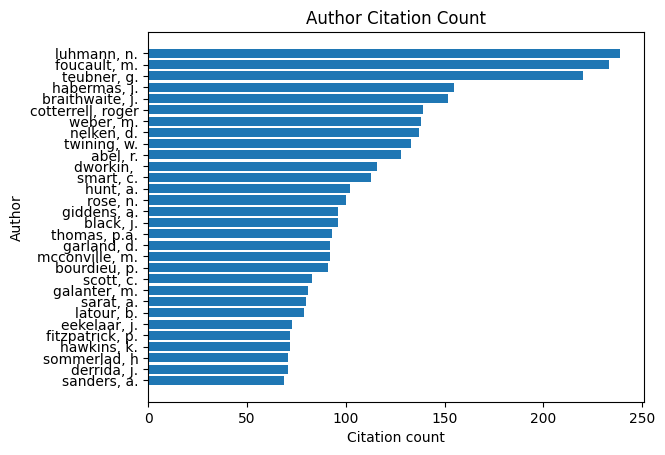 Author Citation Count
luhmann, n.
foucault, m.
teubner, g.
habermas, j.
braithwaite, j.
cotterrell, roger
weber, m.
nelken, d.
twining, w.
abel, r.
dworkin,
smart, c.
hunt, a.
rose, n.
giddens, a.
black, j.
thomas, p.a.
garland, d.
mcconville, m.
bourdieu, p.
scott, c.
galanter, m.
sarat, a.
latour, b.
eekelaar, j.
fitzpatrick, p.
hawkins, k.
sommerlad, h
derrida, j.
sanders, a.
Author
0 50 100 150 200 250
Citation count